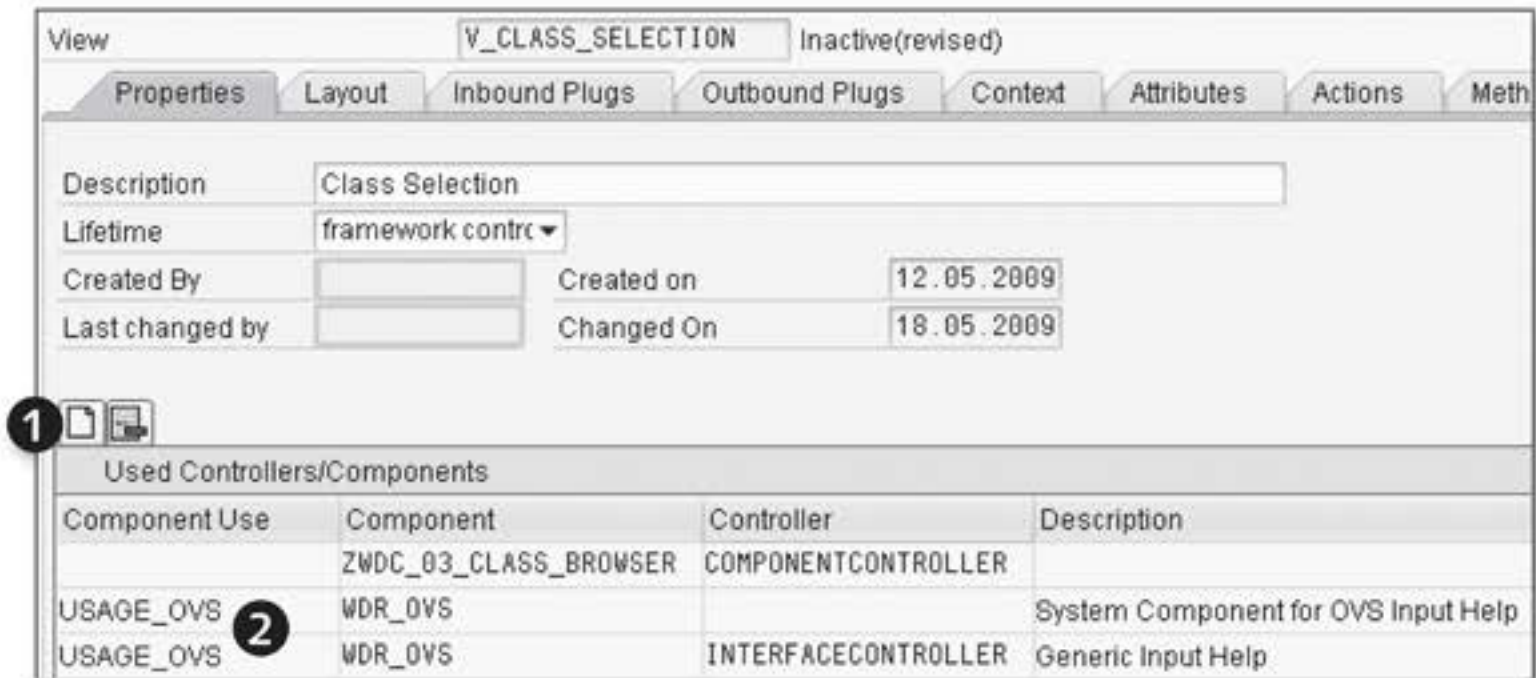 View V_CLASS_SELECTION Inactive(revised)
Properties Layout Inbound Plugs Outbound Plugs Context Attributes Actions Meth
Description Class Selection
Lifetime framework contrc
Created By Created on 12.05.2009
Last changed by Changed On 18.05.2009
1
Used Controllers/Components
Component Use Component Controller Description
ZWDC_03_CLASS_BROWSER COMPONENTCONTROLLER
USAGE_OVS WDR_OVS System Component for OVS Input Help
2
USAGE_OVS WDR_OVS INTERFACECONTROLLER Generic Input Help